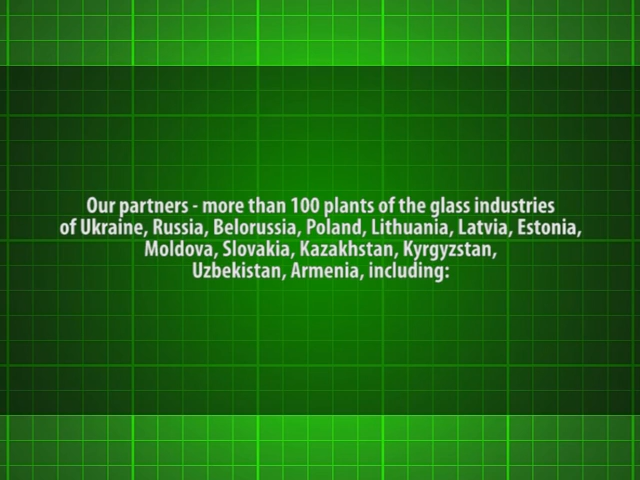 Our partners - more than 100 plants of the glass industries
of Ukraine, Russia, Belorussia, Poland, Lithuania, Latvia, Estonia,
Moldova, Slovakia, Kazakhstan, Kyrgyzstan,
Uzbekistan, Armenia, including: